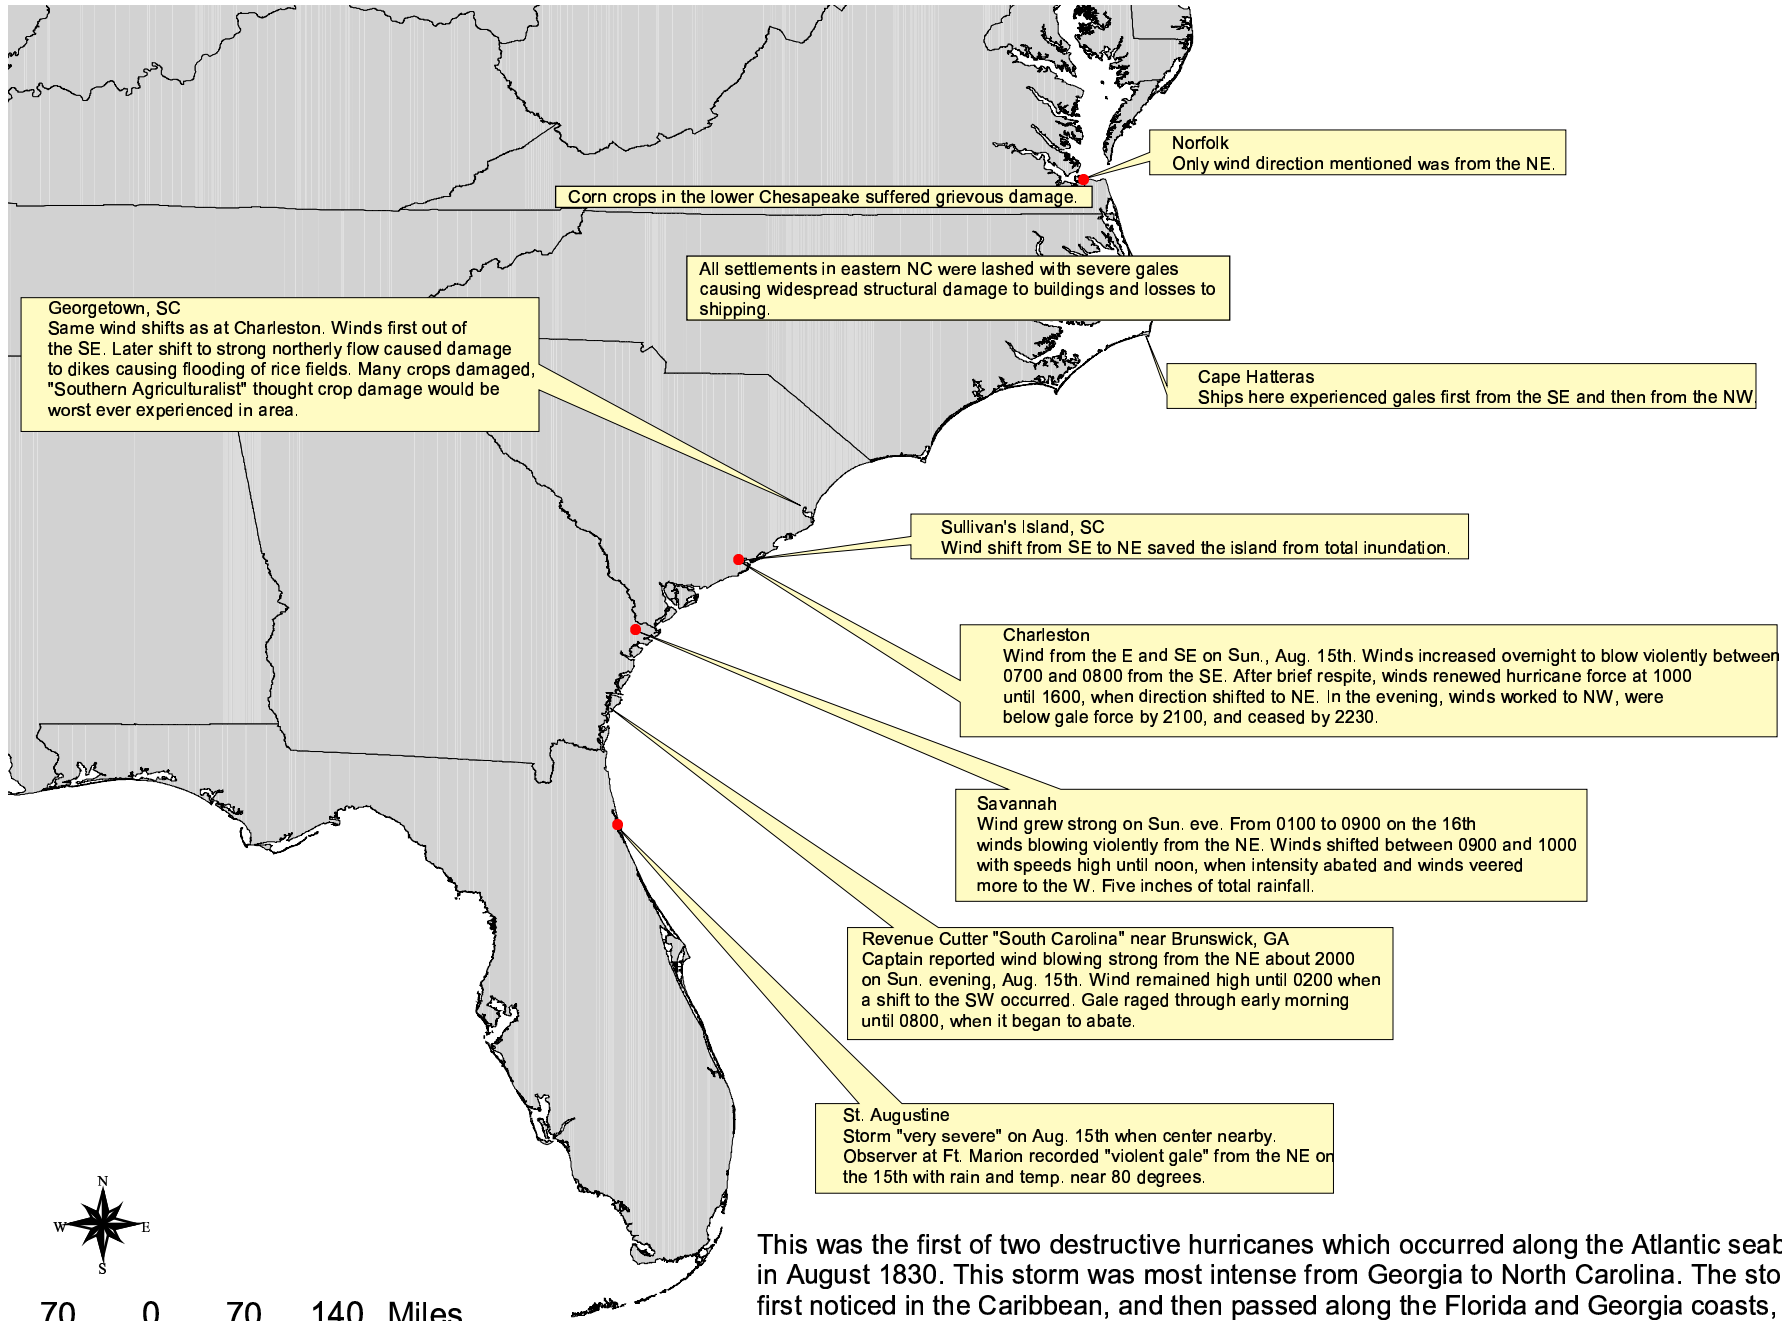 Norfolk
Only wind direction mentioned was from the NE.
Corn crops in the lower Chesapeake suffered grievous damage.
All settlements in eastern NC were lashed with severe gales
causing widespread structural damage to buildings and losses to
shipping.
Georgetown, SC
Same wind shifts as at Charleston. Winds first out of
the SE. Later shift to strong northerly flow caused damage
to dikes causing flooding of rice fields. Many crops damaged,
"Southern Agriculturalist" thought crop damage would be
worst ever experienced in area.
Cape Hatteras
Ships here experienced gales first from the SE and then from the NW.
Sullivan's Island, SC
Wind shift from SE to NE saved the island from total inundation.
Charleston
Wind from the E and SE on Sun., Aug. 15th. Winds increased overnight to blow violently between
0700 and 0800 from the SE. After brief respite, winds renewed hurricane force at 1000
until 1600, when direction shifted to NE. In the evening, winds worked to NW, were
below gale force by 2100, and ceased by 2230.
Savannah
Wind grew strong on Sun. eve. From 0100 to 0900 on the 16th
winds blowing violently from the NE. Winds shifted between 0900 and 1000
with speeds high until noon, when intensity abated and winds veered
more to the W. Five inches of total rainfall.
Revenue Cutter "South Carolina" near Brunswick, GA
Captain reported wind blowing strong from the NE about 2000
on Sun. evening, Aug. 15th. Wind remained high until 0200 when
a shift to the SW occurred. Gale raged through early morning
until 0800, when it began to abate.
St. Augustine
Storm "very severe" on Aug. 15th when center nearby.
Observer at Ft. Marion recorded "violent gale" from the NE on
the 15th with rain and temp. near 80 degrees.
N
W E
S
70 0 70 140 Miles
This was the first of two destructive hurricanes which occurred along the Atlantic
in August 1830. This storm was most intense from Georgia to North Carolina. The
first noticed in the Caribbean, and then passed along the Florida and Georgia coasts,